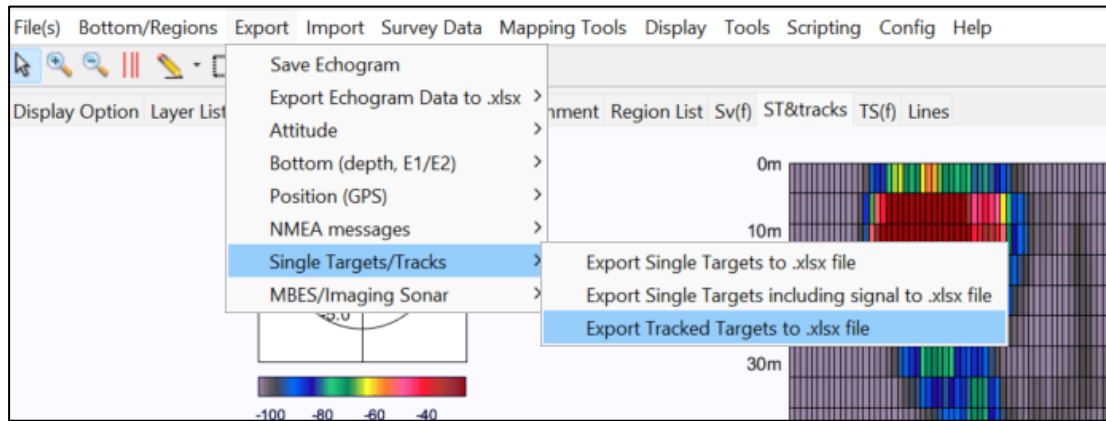 File(s) Bottom/Regions Export Import Survey Data Mapping Tools Display Tools Scripting Config Help
Display Option Layer List nment Region List Sv(f) ST&tracks TS(f) Lines
Save Echogram
Export Echogram Data to .xlsx >
Attitude >
Bottom (depth, E1/E2) >
Position (GPS) >
NMEA messages >
Single Targets/Tracks >
MBES/Imaging Sonar >
Export Single Targets to .xlsx file
Export Single Targets including signal to .xlsx file
Export Tracked Targets to .xlsx file
0m
10m
30m
-5.0
-100 -80 -60 -40